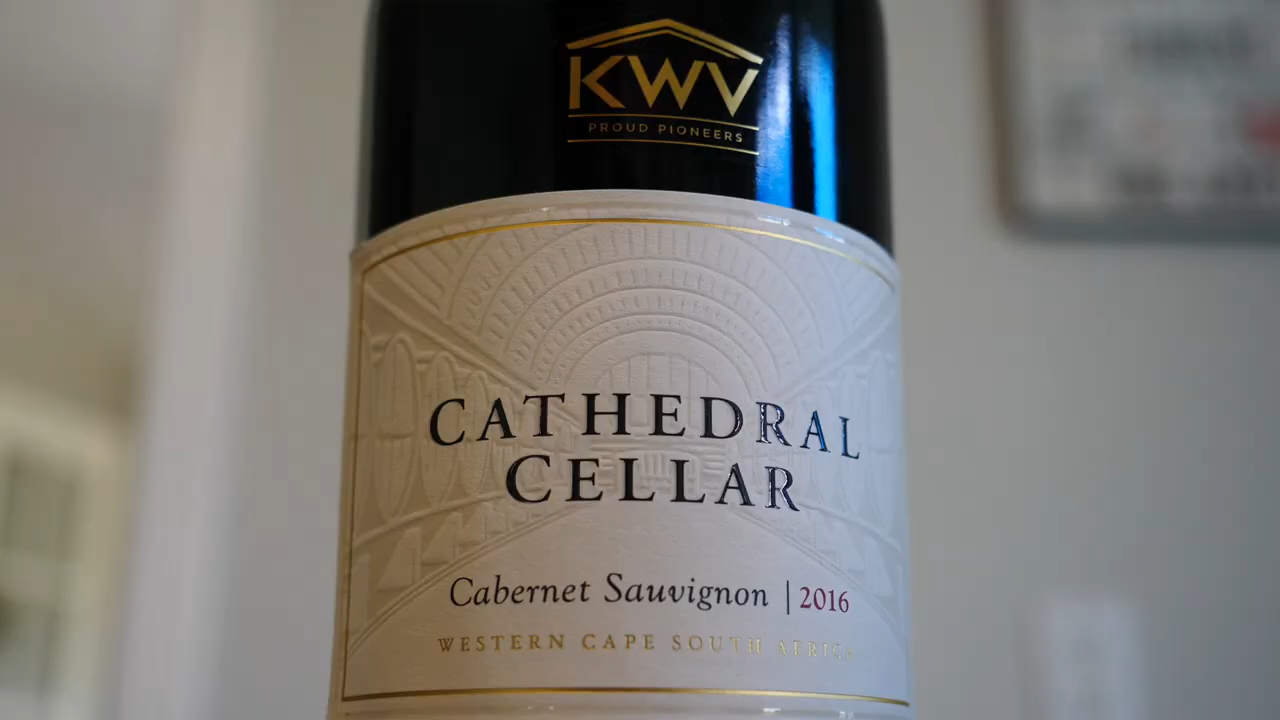 KWV
PROUD PIONEERS
CATHEDRAL
CELLAR
Cabernet Sauvignon | 2016
WESTERN CAPE SOUTH AFRICA